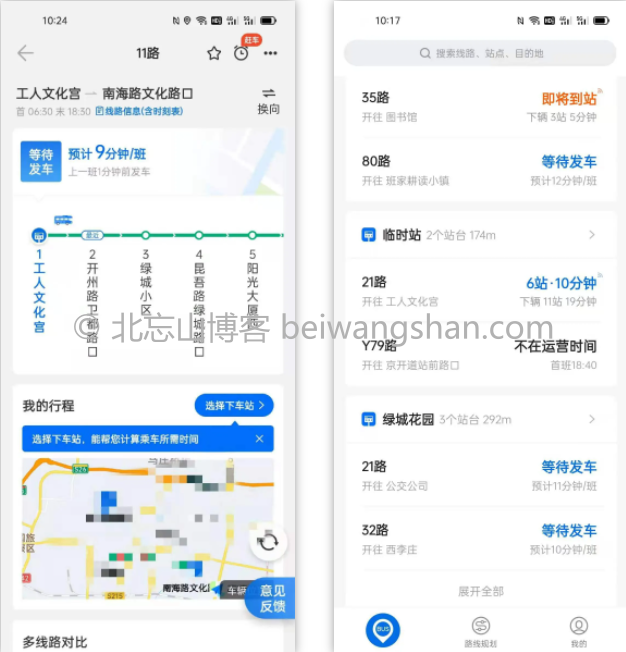 10:24
11路
赶车
工人文化宫 — 南海路文化路口
首 06:30 末 18:30 线路信息(含时刻表)
换向
等待发车
预计 9分钟/班
上一班1分钟前发车
最近
1 工人文化宫
2 开州路卩都路口
3 绿城小区
4 昆吾路绿城路口
5 阳光大厦
我的行程
选择下车站 >
选择下车站，能帮您计算乘车所需时间
S26
S219
南海路文化
车辆
意见反馈
多线路对比
10:17
搜索线路、站点、目的地
35路
即将到站
开往 图书馆
下辆 3站 5分钟
80路
等待发车
开往 班家耕读小镇
预计12分钟/班
临时站 2个站台 174m
21路
6站·10分钟
开往 工人文化宫
下辆 11站 19分钟
Y79路
不在运营时间
开往 京开道站前路口
首班18:40
绿城花园 3个站台 292m
21路
等待发车
开往 公交公司
预计11分钟/班
32路
等待发车
开往 西李庄
预计10分钟/班
展开全部
BUS
路线规划
我的
© 北忘山博客 beiwangshan.com